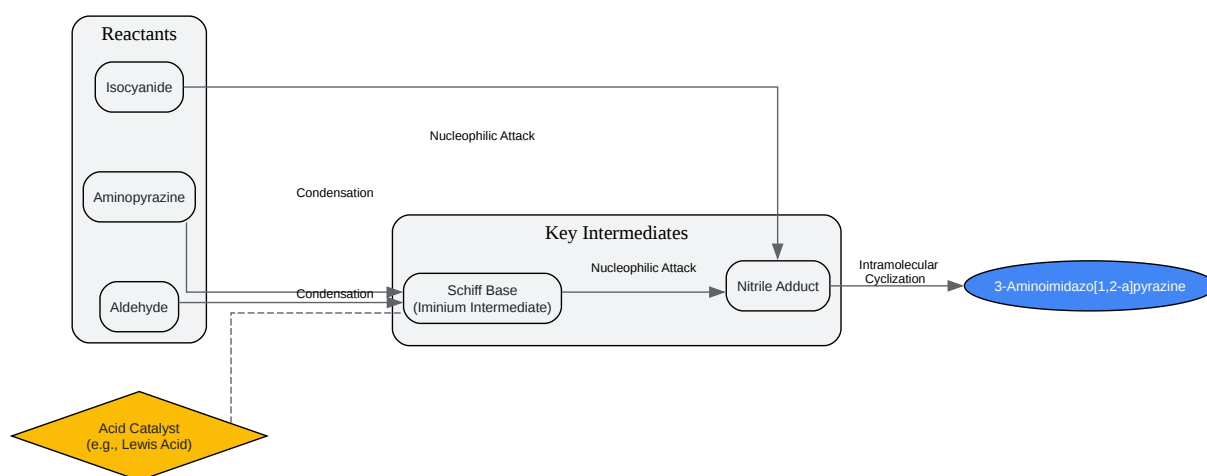 Reactants
Isocyanide
Nucleophilic Attack
Aminopyrazine
Condensation
Key Intermediates
Aldehyde
Condensation
Schiff Base
(Iminium Intermediate)
Nucleophilic Attack
Nitrile Adduct
Intramolecular
Cyclization
3-Aminoimidazo[1,2-a]pyrazine
Acid Catalyst
(e.g., Lewis Acid)